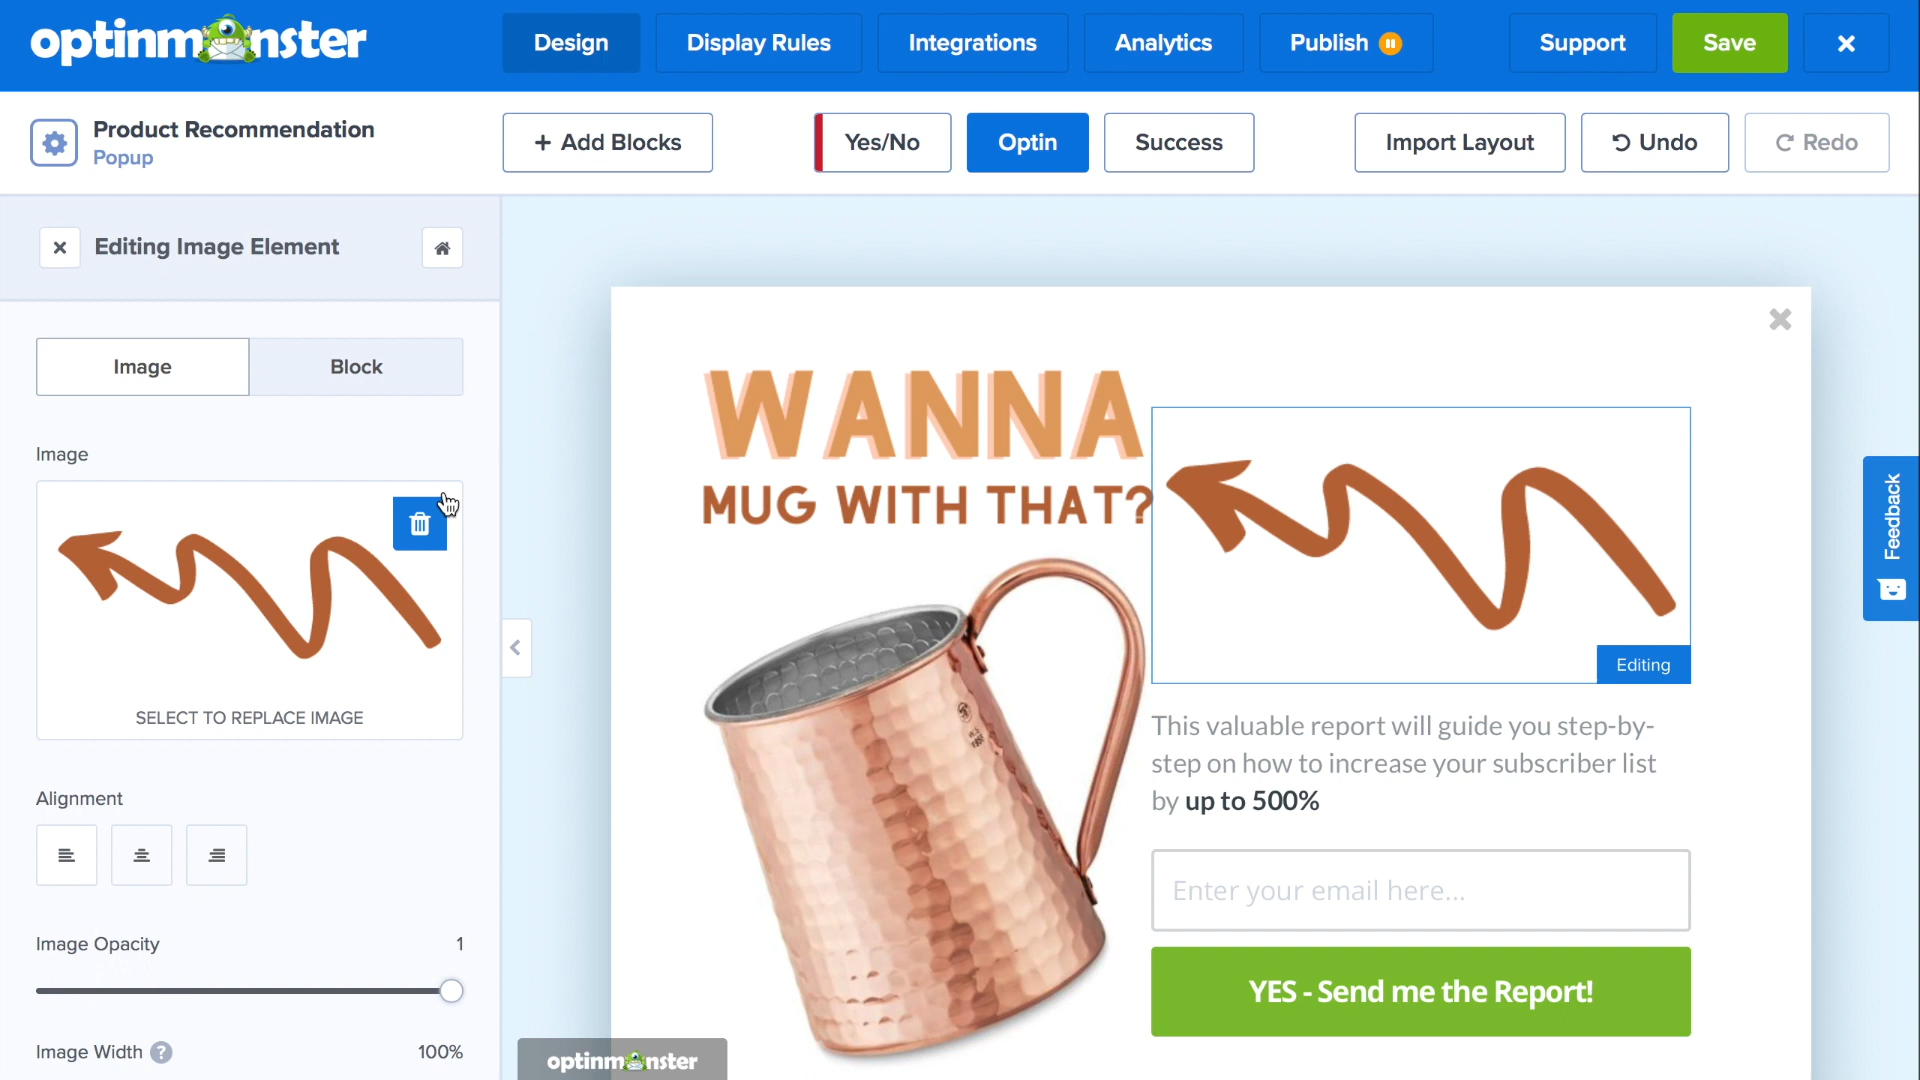 optinmonster
Design
Display Rules
Integrations
Analytics
Publish
Support
Save
Product Recommendation
Popup
+ Add Blocks
Yes/No
Optin
Success
Import Layout
Undo
Redo
Editing Image Element
Image
Block
Image
SELECT TO REPLACE IMAGE
Alignment
Image Opacity
1
Image Width ?
100%
WANNA
MUG WITH THAT?
Editing
This valuable report will guide you step-by-
step on how to increase your subscriber list
by up to 500%
Enter your email here...
YES - Send me the Report!
optinmonster
Feedback